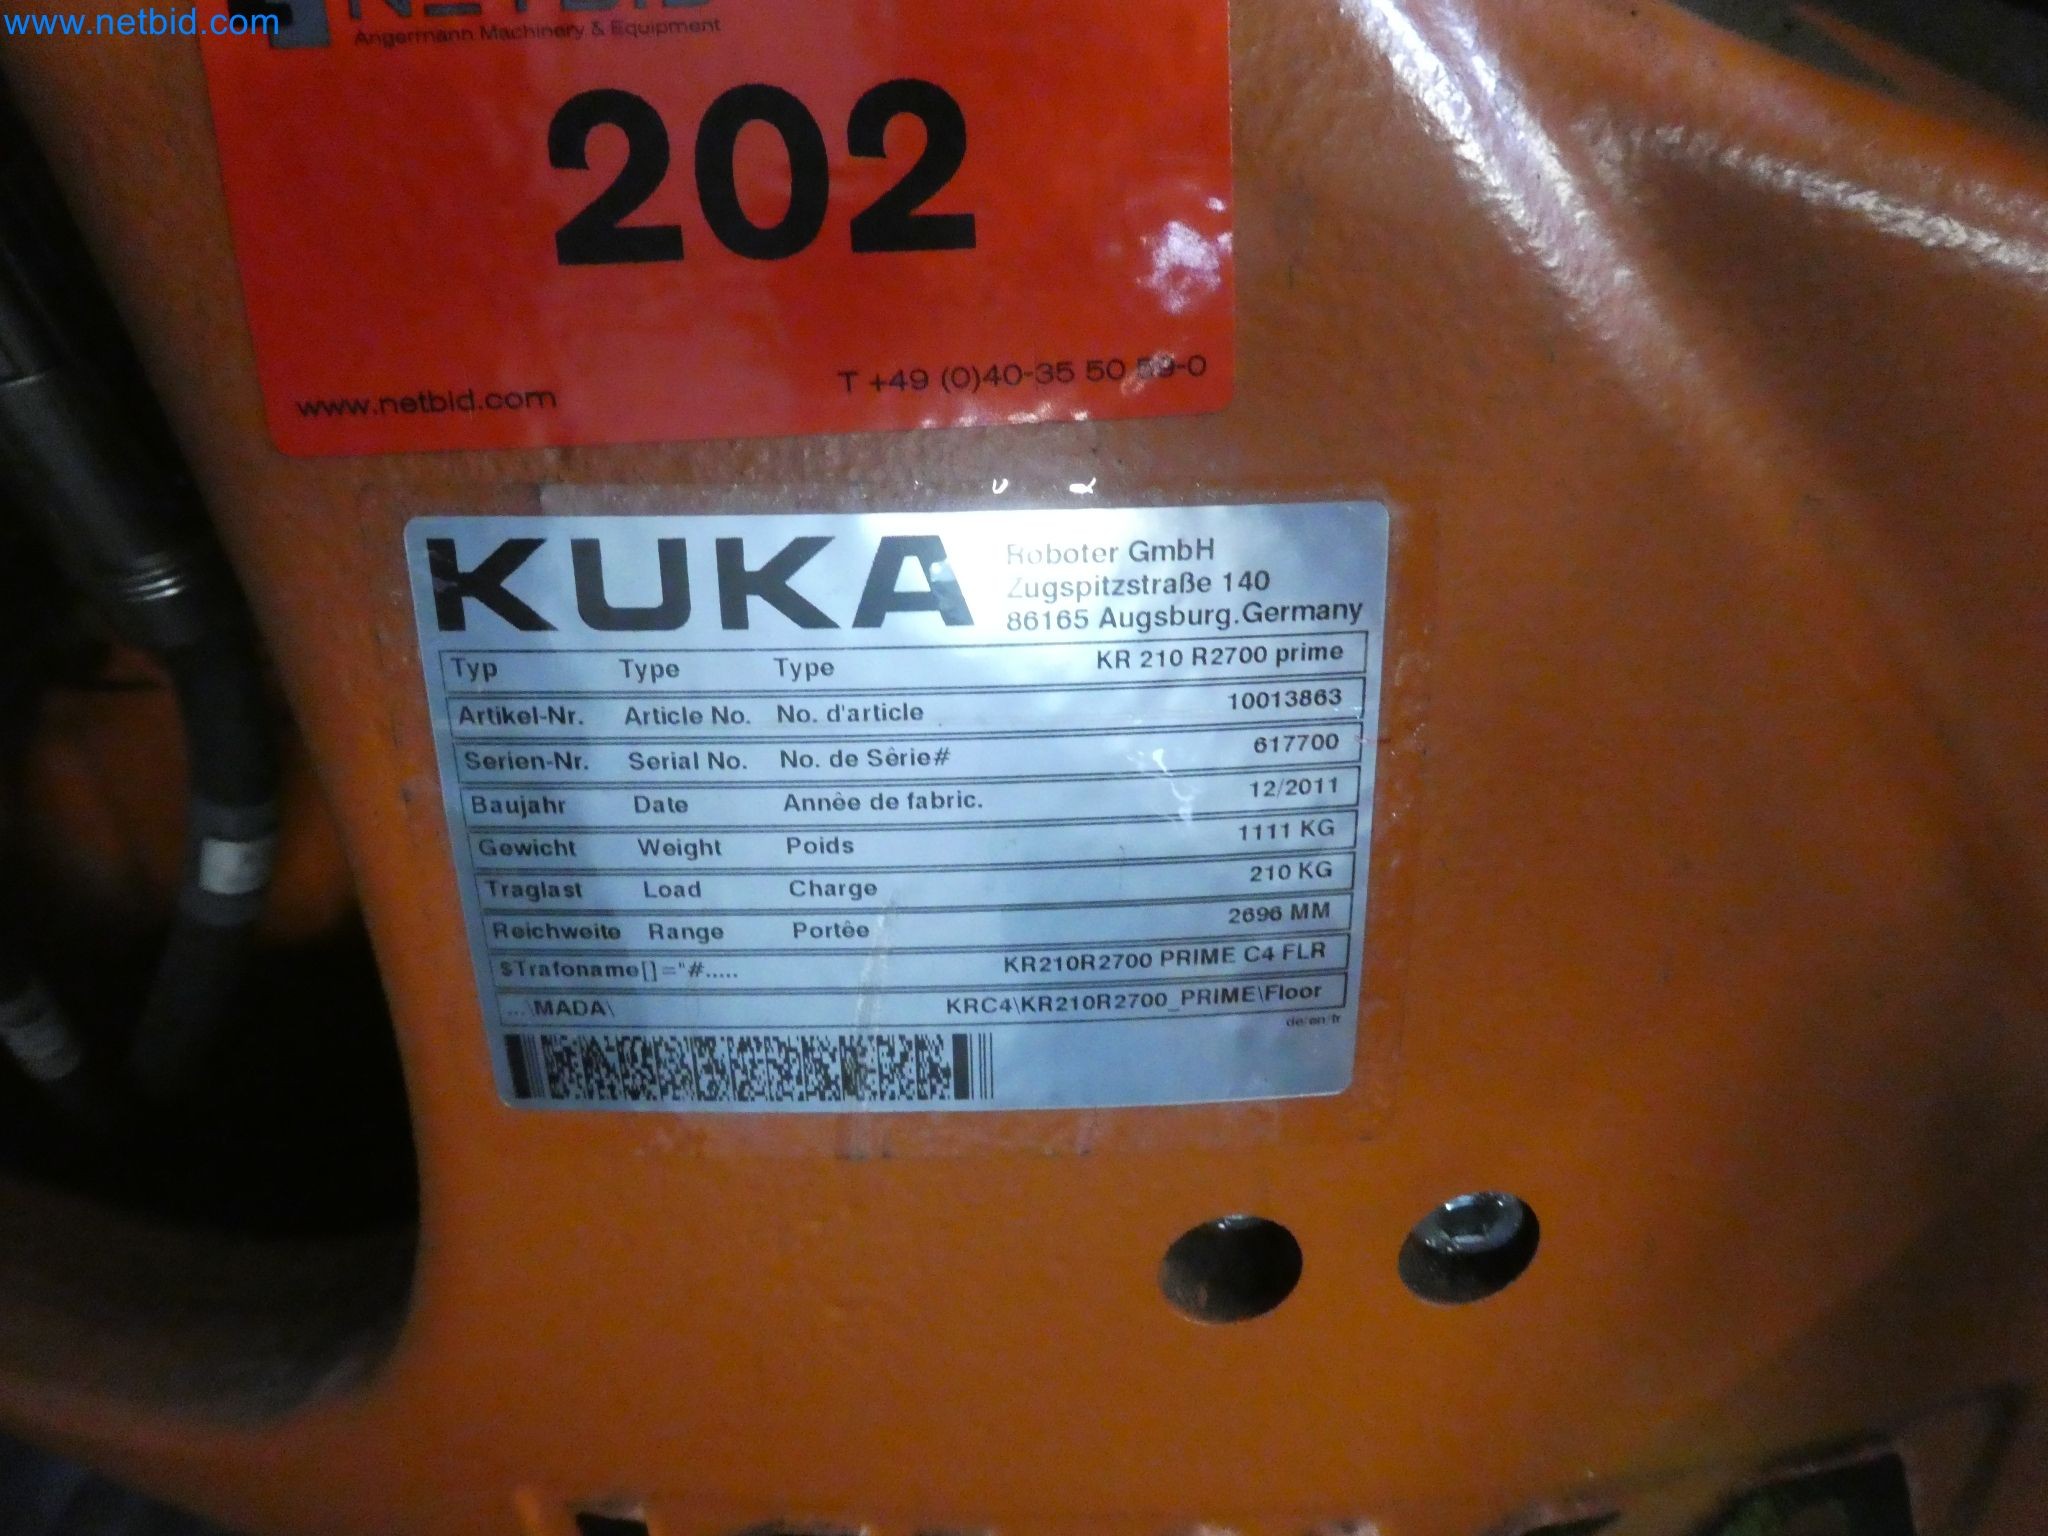 www.netbid.com
NETBID
Angermann Machinery & Equipment
202
www.netbid.com
T +49 (0)40-35 50 59-0
KUKA
Roboter GmbH
Zugspitzstraße 140
86165 Augsburg.Germany
Typ Type Type KR 210 R2700 prime
Artikel-Nr. Article No. No. d'article 10013863
Serien-Nr. Serial No. No. de Sêrie# 617700
Baujahr Date Annêe de fabric. 12/2011
Gewicht Weight Poids 1111 KG
Traglast Load Charge 210 KG
Reichweite Range Portêe 2696 MM
$Trafoname[]="#..... KR210R2700 PRIME C4 FLR
...\MADA\ KRC4\KR210R2700_PRIME\Floor
de/en/fr